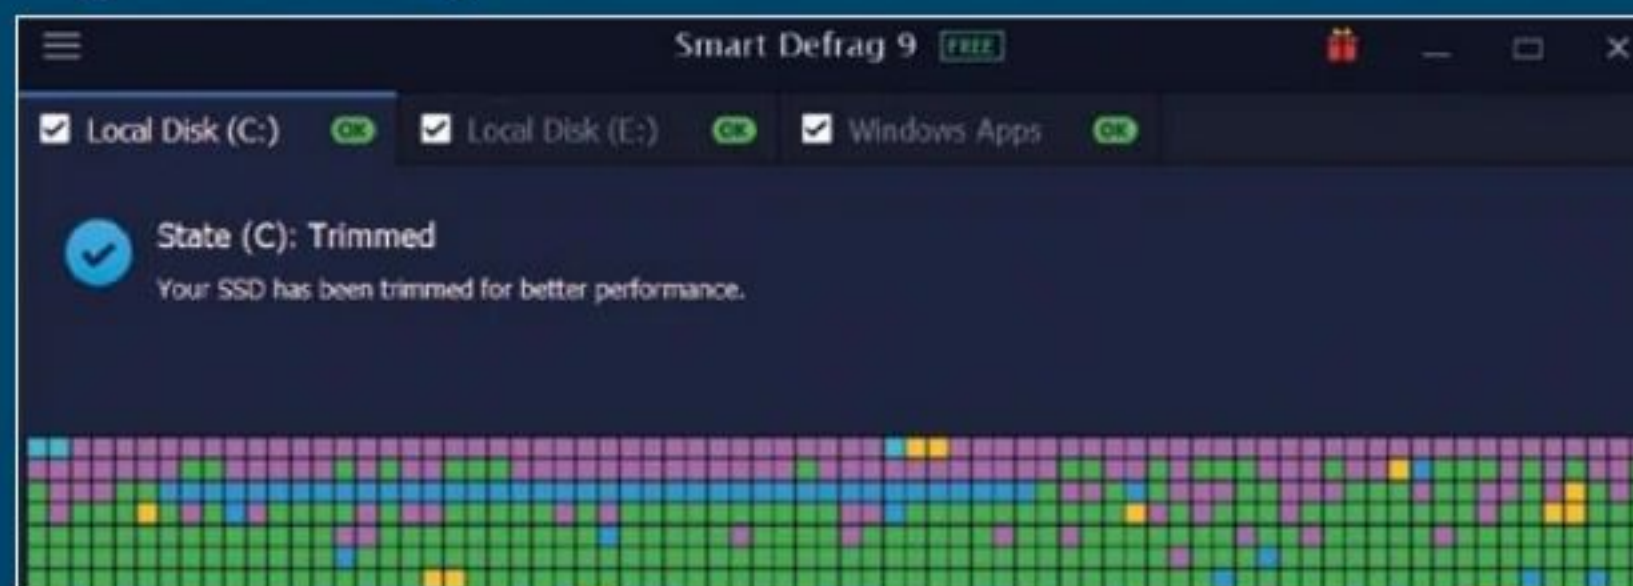 Smart Defrag 9 FREE
Local Disk (C:) OK Local Disk (E:) OK Windows Apps OK
State (C): Trimmed
Your SSD has been trimmed for better performance.